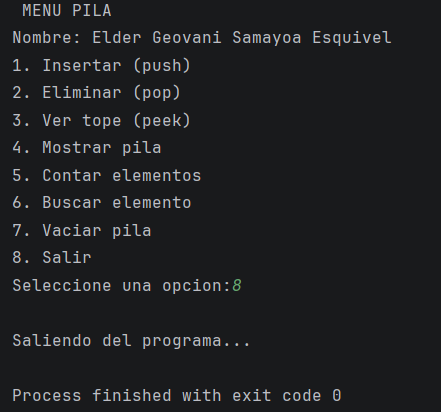 MENU PILA
Nombre: Elder Geovani Samayoa Esquivel
1. Insertar (push)
2. Eliminar (pop)
3. Ver tope (peek)
4. Mostrar pila
5. Contar elementos
6. Buscar elemento
7. Vaciar pila
8. Salir
Seleccione una opcion:8
Saliendo del programa...
Process finished with exit code 0